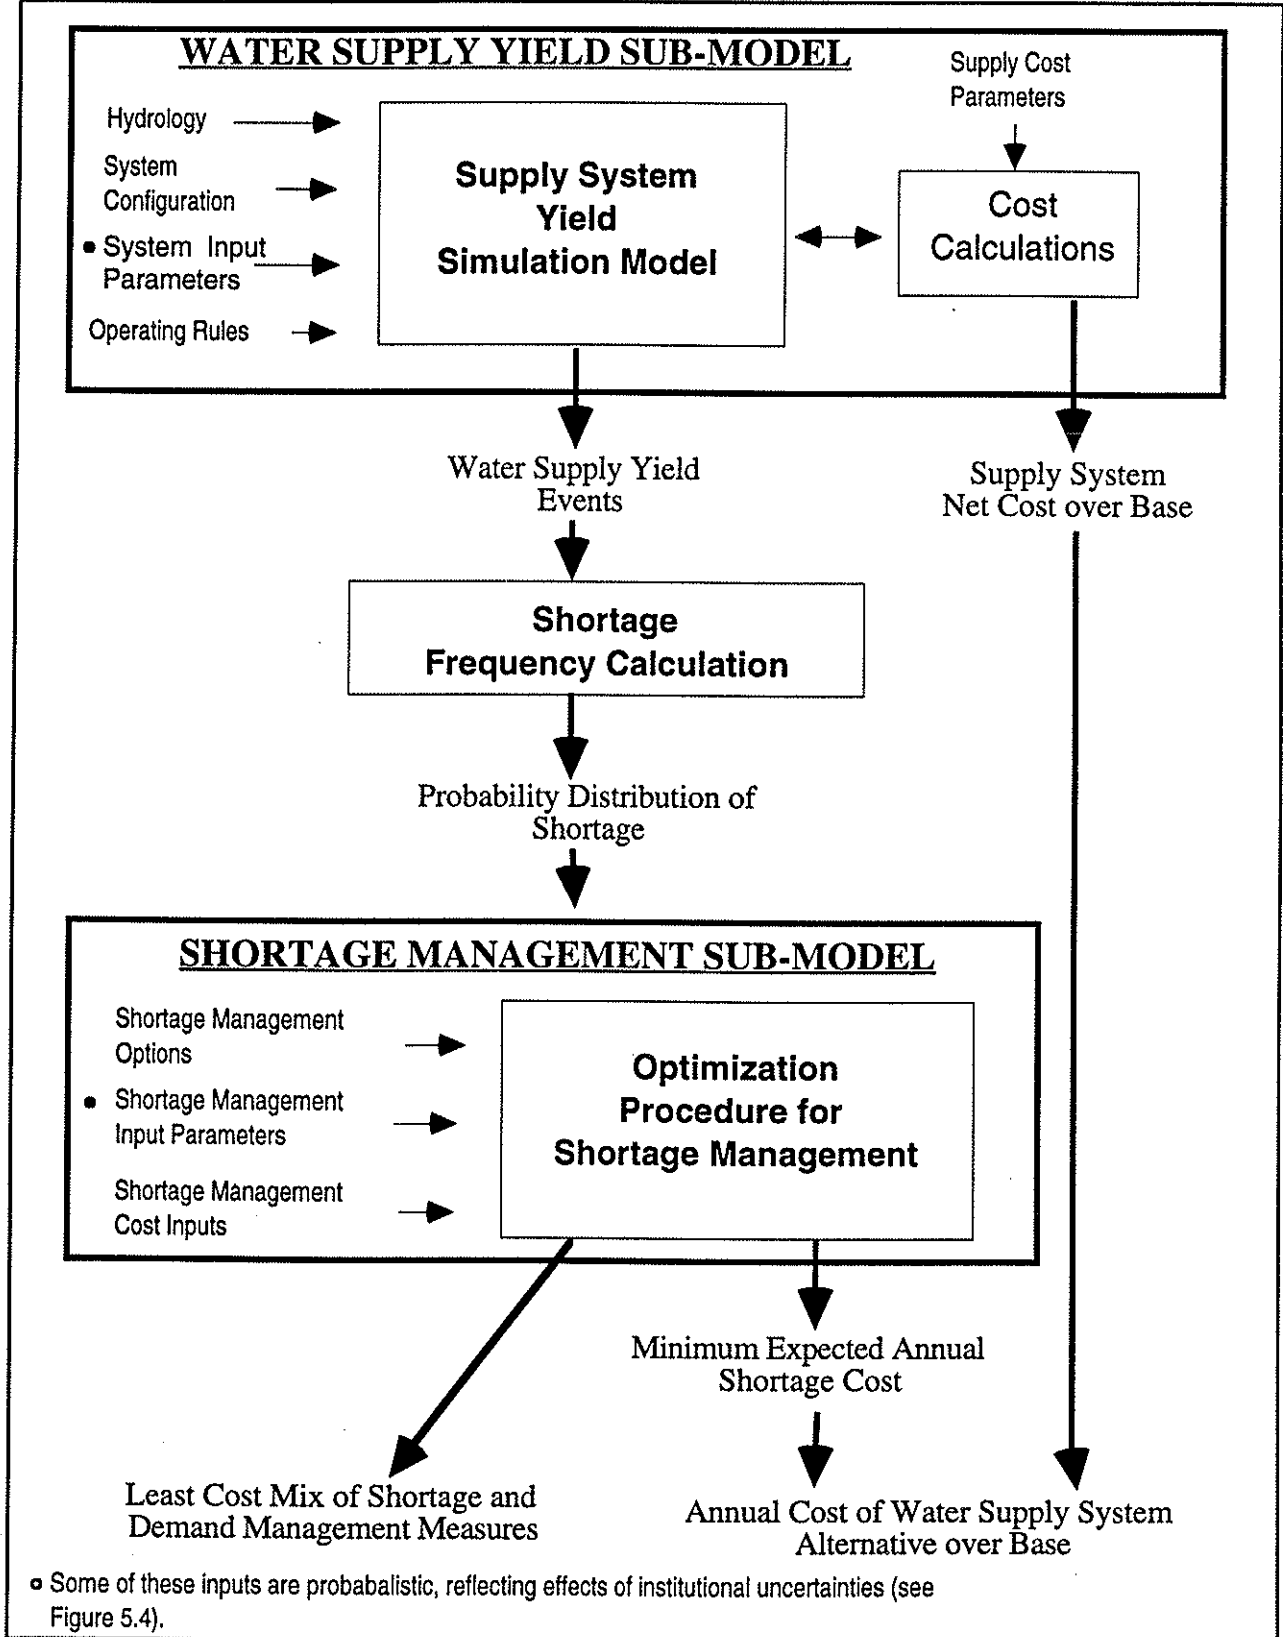 WATER SUPPLY YIELD SUB-MODEL
Supply Cost
Parameters
Hydrology
System
Configuration
• System Input
Parameters
Operating Rules
Supply System
Yield
Simulation Model
Cost
Calculations
Water Supply Yield
Events
Supply System
Net Cost over Base
Shortage
Frequency Calculation
Probability Distribution of
Shortage
SHORTAGE MANAGEMENT SUB-MODEL
Shortage Management
Options
• Shortage Management
Input Parameters
Shortage Management
Cost Inputs
Optimization
Procedure for
Shortage Management
Minimum Expected Annual
Shortage Cost
Least Cost Mix of Shortage and
Demand Management Measures
Annual Cost of Water Supply System
Alternative over Base
• Some of these inputs are probabalistic, reflecting effects of institutional uncertainties (see
Figure 5.4).